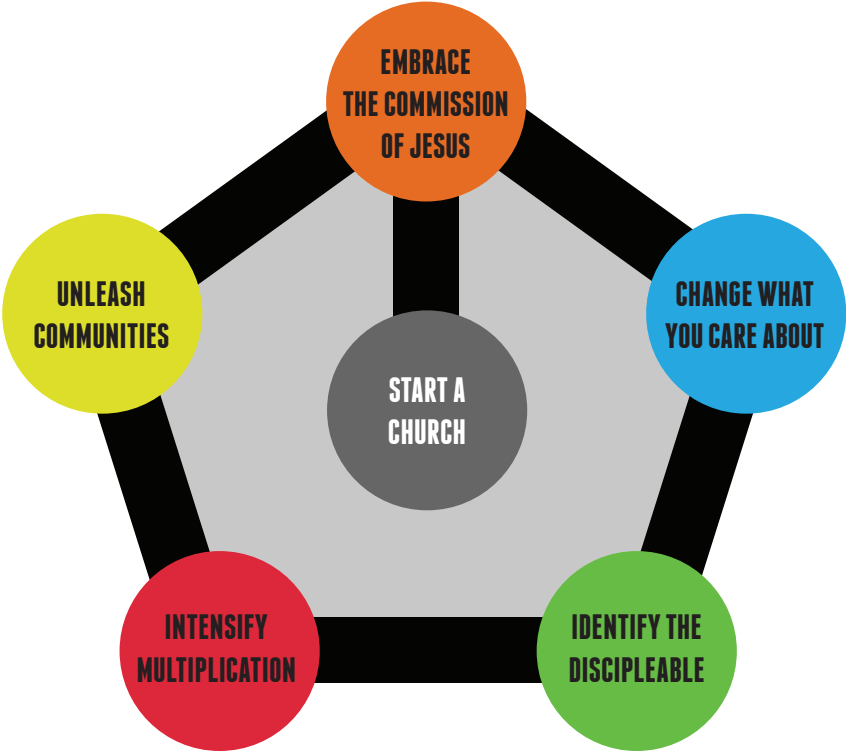 EMBRACE
THE COMMISSION
OF JESUS
CHANGE WHAT
YOU CARE ABOUT
IDENTIFY THE
DISCIPLEABLE
INTENSIFY
MULTIPLICATION
UNLEASH
COMMUNITIES
START A
CHURCH